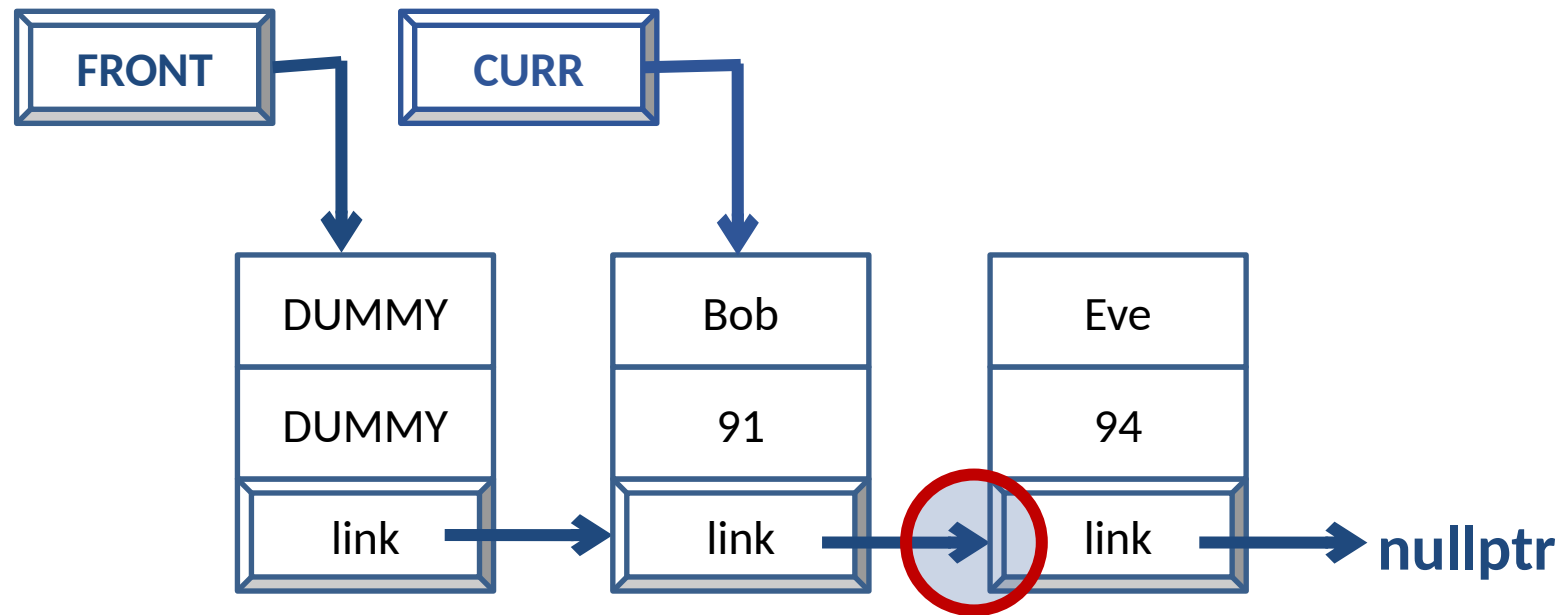 FRONT
CURR
DUMMY
Bob
Eve
DUMMY
91
94
link
link
link
nullptr